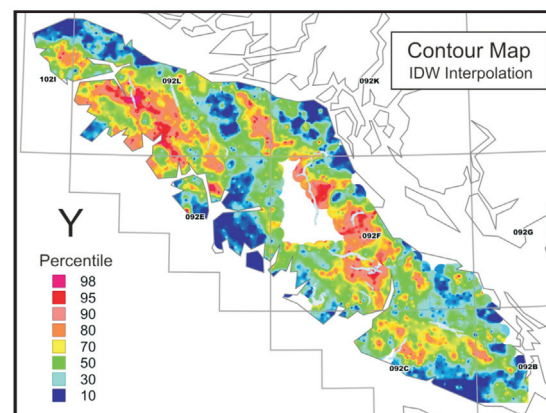 Contour Map
IDW Interpolation
102I
092L
092K
092E
092F
092G
092C
092B
Y
Percentile
98
95
90
80
70
50
30
10